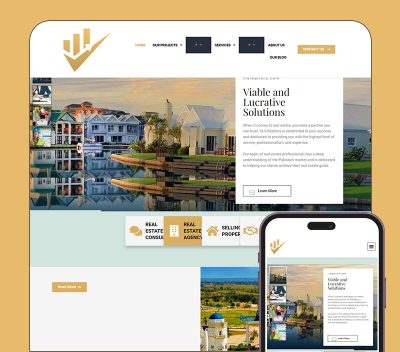 HOME
OUR PROJECTS
SERVICES
ABOUT US
OUR BLOG
CONTACT US
Viable and
Lucrative
Solutions
When it comes to real estate, you need a partner you
can trust. HLS Realtors is committed to your success
and dedicated to providing you with the highest level of
service, professionalism, and expertise.
Our team of real estate professionals has a deep
understanding of the Pakistani market and is dedicated
to helping our clients achieve their real estate goals.
Learn More
REAL
ESTATE
CONSUL
REAL
ESTATE
AGENCY
SELLING
PROPE
Read More
Viable and
Lucrative
Solutions
Learn More